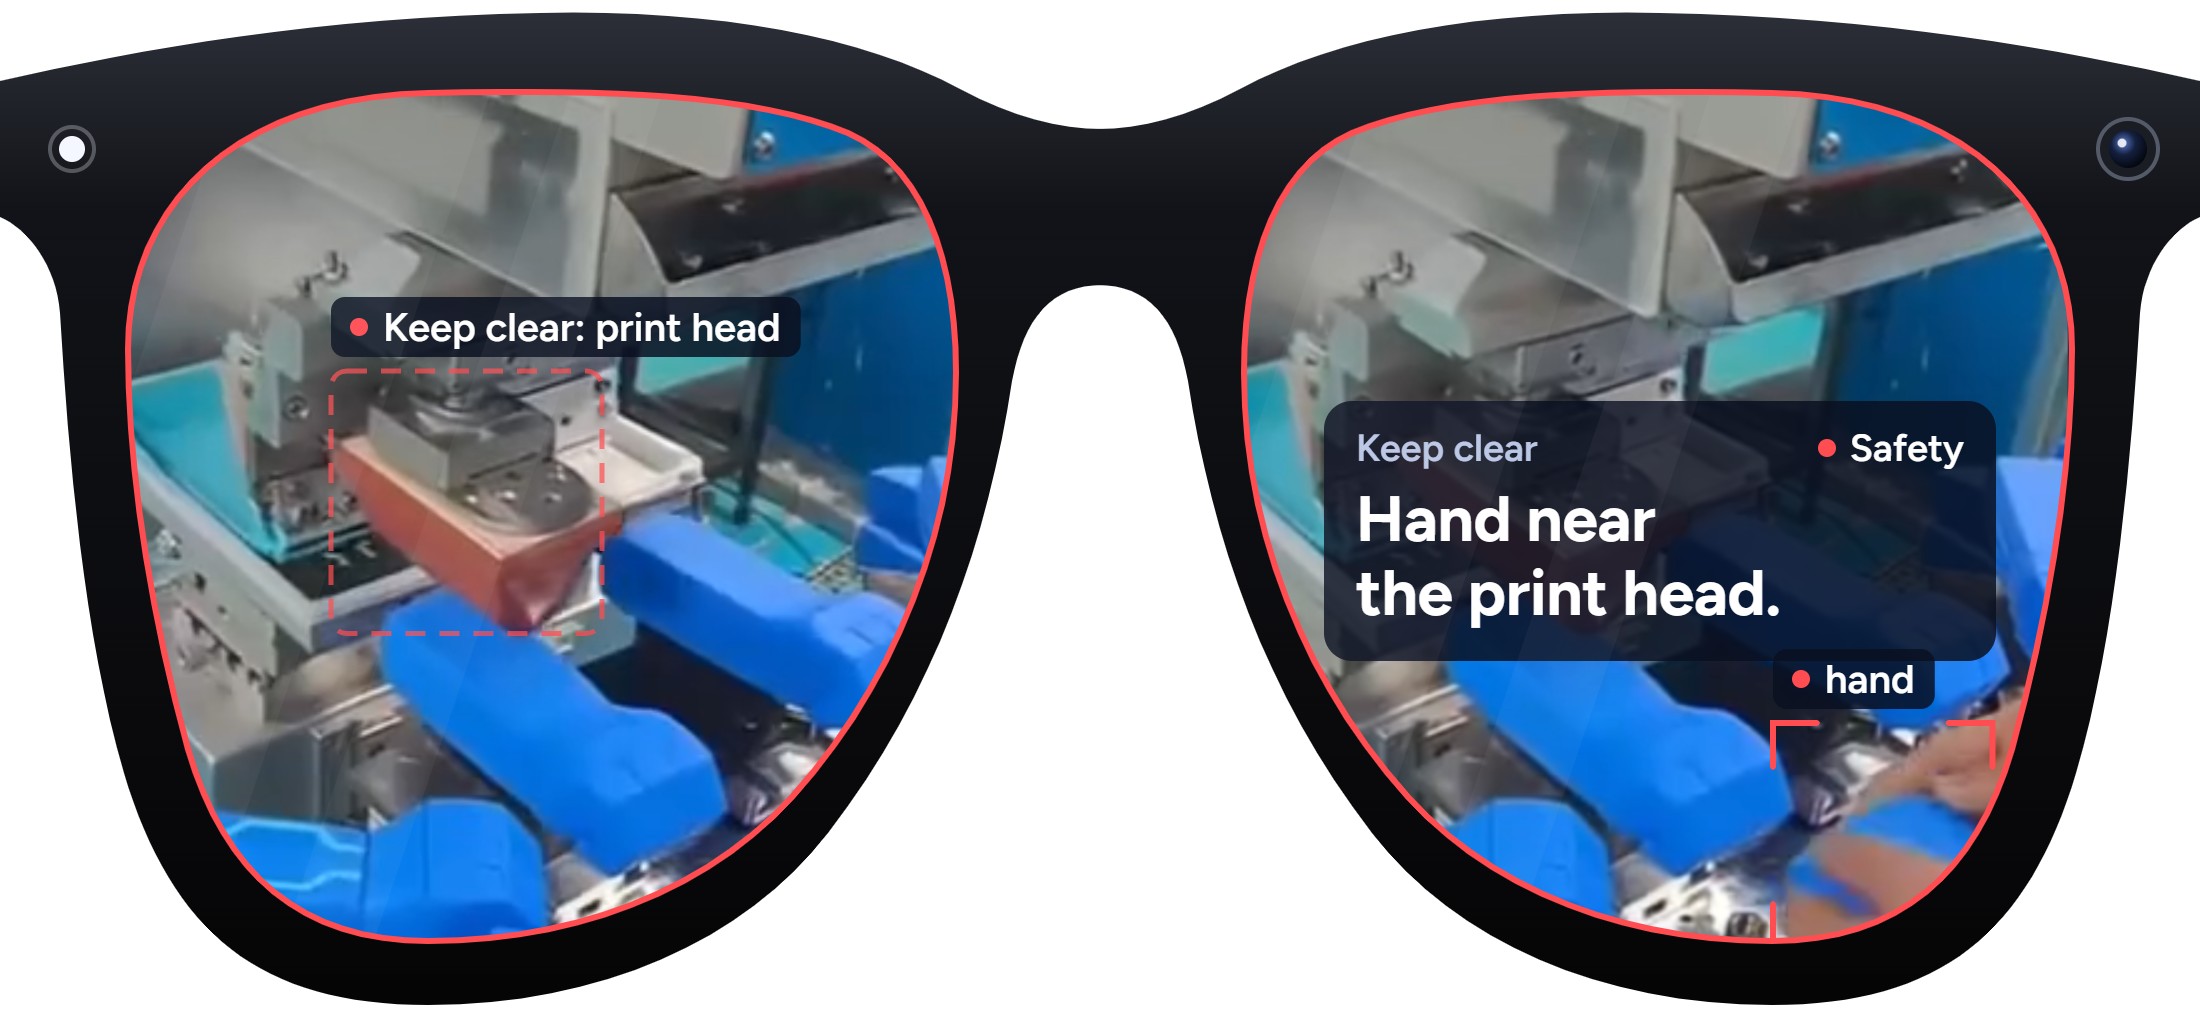 Keep clear: print head
Keep clear
Safety
Hand near
the print head.
hand